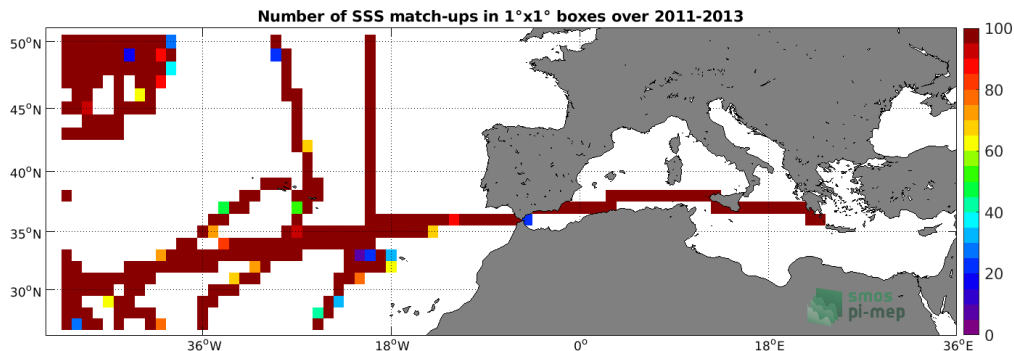 Number of SSS match-ups in 1°x1° boxes over 2011-2013
50°N
45°N
40°N
35°N
30°N
36°W
18°W
0°
18°E
36°E
100
80
60
40
20
0
smos
pi-mep